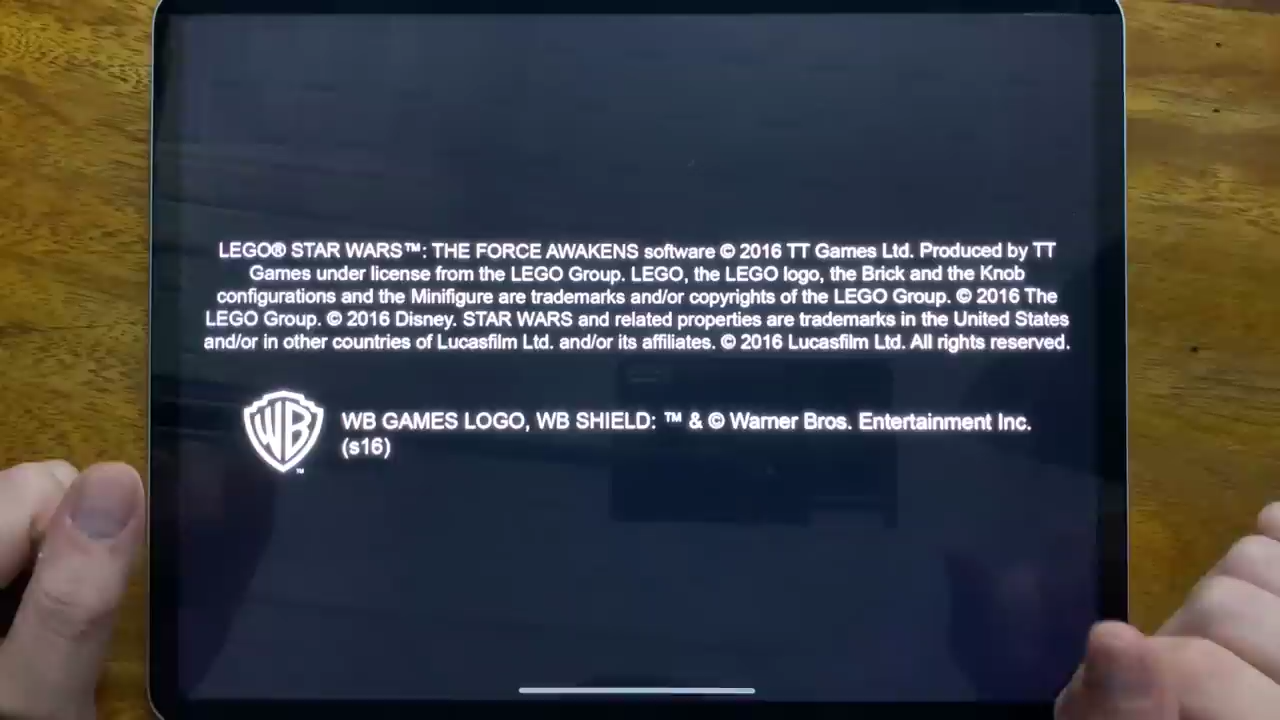 LEGO® STAR WARS™: THE FORCE AWAKENS software © 2016 TT Games Ltd. Produced by TT
Games under license from the LEGO Group. LEGO, the LEGO logo, the Brick and the Knob
configurations and the Minifigure are trademarks and/or copyrights of the LEGO Group. © 2016 The
LEGO Group. © 2016 Disney. STAR WARS and related properties are trademarks in the United States
and/or in other countries of Lucasfilm Ltd. and/or its affiliates. © 2016 Lucasfilm Ltd. All rights reserved.
WB ™
WB GAMES LOGO, WB SHIELD: ™ & © Warner Bros. Entertainment Inc.
(s16)